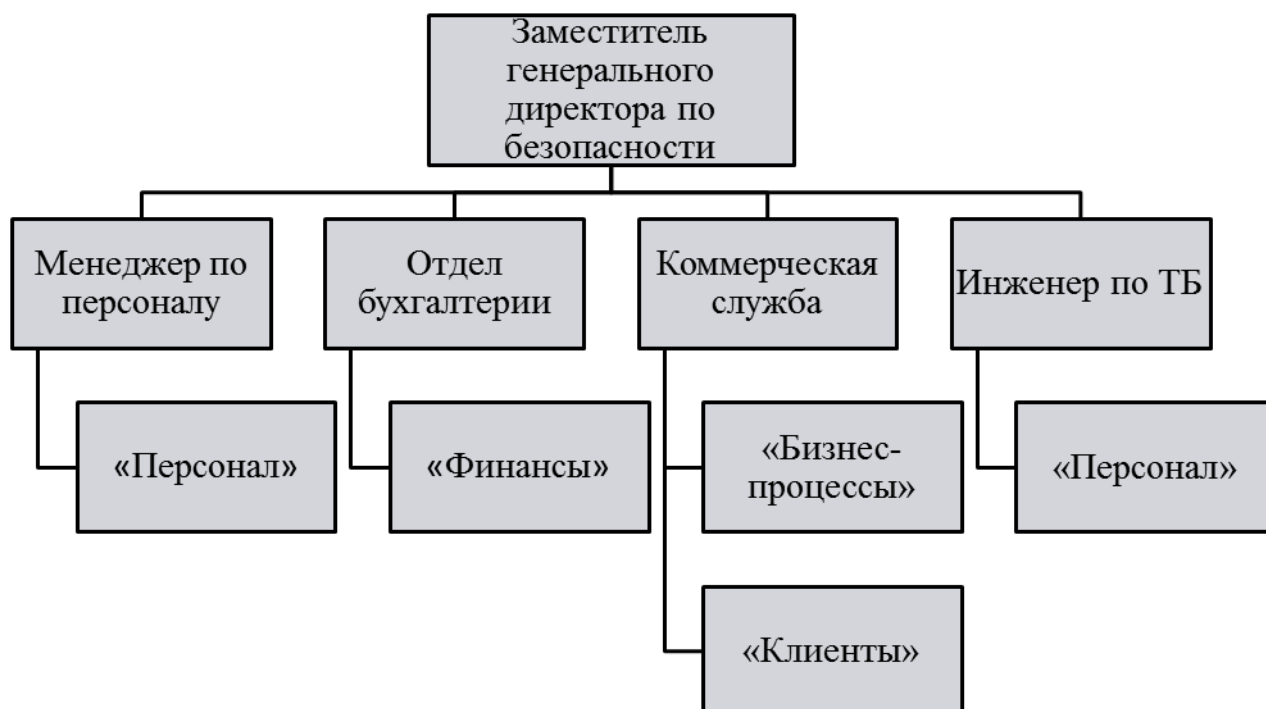 Заместитель
генерального
директора по
безопасности
Менеджер по
персоналу
Отдел
бухгалтерии
Коммерческая
служба
Инженер по ТБ
«Персонал»
«Финансы»
«Бизнес-
процессы»
«Персонал»
«Клиенты»